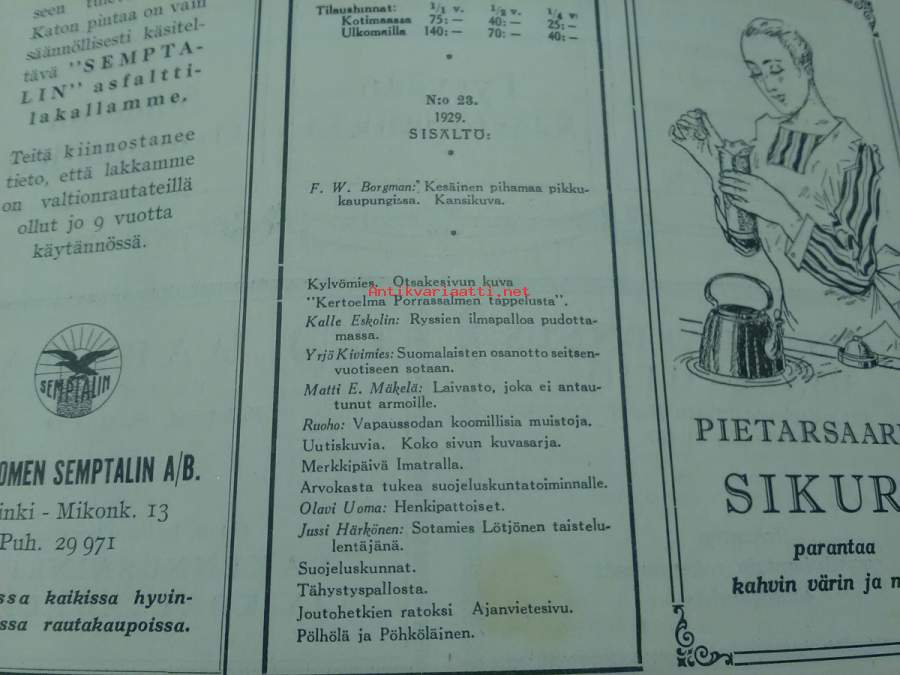 Katon pintaa on vain
säännöllisesti käsitel-
tävä "SEMPTA-
LIN" asfaltti-
lakallamme.
Teitä kiinnostanee
tieto, että lakkamme
on valtionrautateillä
ollut jo 9 vuotta
käytännössä.
SEMPTALIN
OMEN SEMPTALIN A/B.
inki - Mikonk. 13
Puh. 29 971
ssa kaikissa hyvin-
ssa rautakaupoissa.
Tilaushinnat: 1/1 v. 1/2 v. 1/4 v.
Kotimaassa 75:— 40:— 25:—
Ulkomailla 140:— 70:— 40:—
N:o 23.
1929.
SISÄLTÖ:
F. W. Borgman: Kesäinen pihamaa pikku-
kaupungissa. Kansikuva.
Kylvömies. Otsakesivun kuva
Antikvariaatti.net
"Kertoelma Porrassalmen tappelusta".
Kalle Eskolin: Ryssien ilmapalloa pudotta-
massa.
Yrjö Kivimies: Suomalaisten osanotto seitsen-
vuotiseen sotaan.
Matti E. Mäkelä: Laivasto, joka ei antau-
tunut armoille.
Ruoho: Vapaussodan koomillisia muistoja.
Uutiskuvia. Koko sivun kuvasarja.
Merkkipäivä Imatralla.
Arvokasta tukea suojeluskuntatoiminnalle.
Olavi Uoma: Henkipattoiset.
Jussi Härkönen: Sotamies Lötjönen taistelu-
lentäjänä.
Suojeluskunnat.
Tähystyspallosta.
Joutohetkien ratoksi Ajanvietesivu.
Pölhölä ja Pöhköläinen.
PIETARSAAR
SIKUR
parantaa
kahvin värin ja m